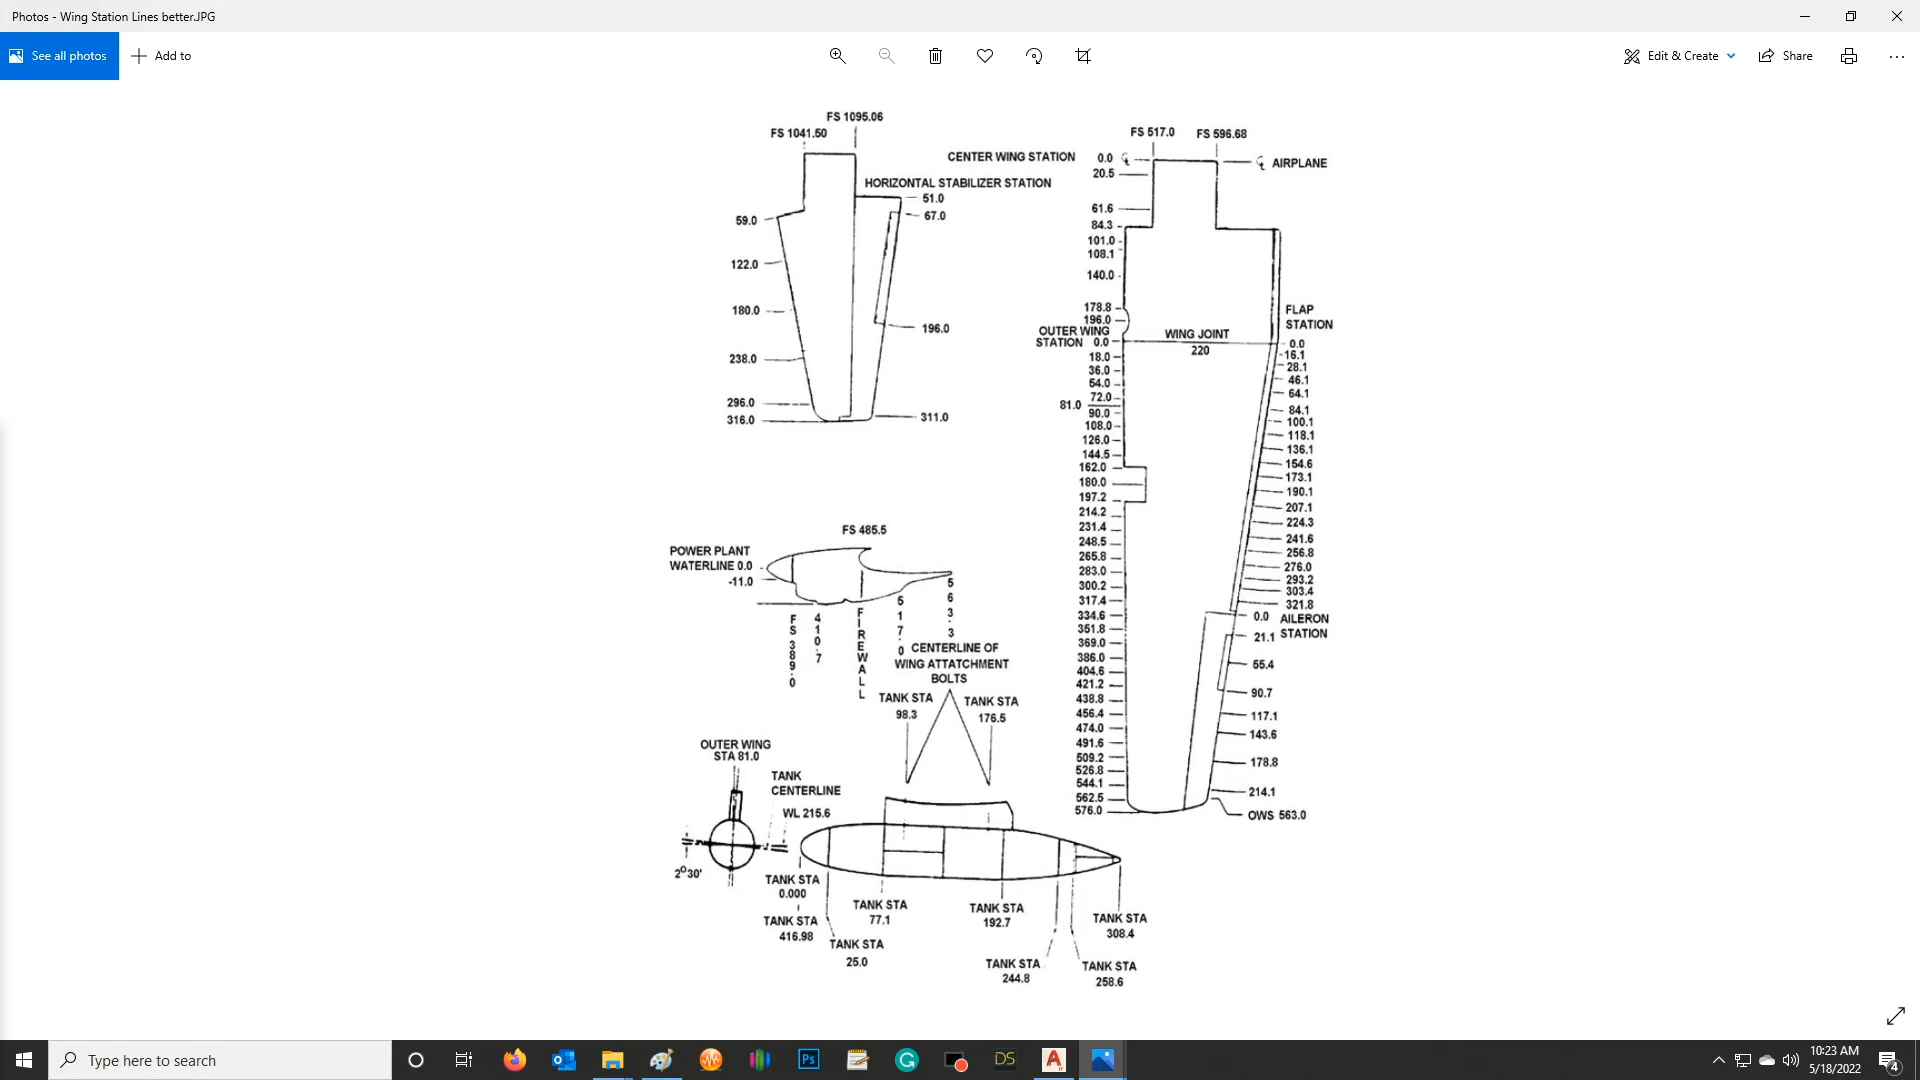 Photos - Wing Station Lines better.JPG
See all photos
Add to
Edit & Create
Share
FS 1095.06
FS 1041.50
HORIZONTAL STABILIZER STATION
51.0
67.0
59.0
122.0
180.0
196.0
238.0
296.0
316.0
311.0
FS 517.0
FS 596.68
CENTER WING STATION
0.0
AIRPLANE
20.5
61.6
84.3
101.0
108.1
140.0
178.8
196.0
OUTER WING
STATION 0.0
WING JOINT
220
18.0
36.0
54.0
72.0
81.0
90.0
108.0
126.0
144.5
162.0
180.0
197.2
214.2
231.4
248.5
265.8
283.0
300.2
317.4
334.6
351.8
369.0
386.0
404.6
421.2
438.8
456.4
474.0
491.6
509.2
526.8
544.1
562.5
576.0
FLAP
STATION
0.0
16.1
28.1
46.1
64.1
84.1
100.1
118.1
136.1
154.6
173.1
190.1
207.1
224.3
241.6
256.8
276.0
293.2
303.4
321.8
0.0 AILERON
STATION
21.1
55.4
90.7
117.1
143.6
178.8
214.1
OWS 563.0
FS 485.5
POWER PLANT
WATERLINE 0.0
-11.0
FS 389.0
410.7
FIREWALL
517.0
563.3
CENTERLINE OF
WING ATTATCHMENT
BOLTS
TANK STA
98.3
TANK STA
176.5
OUTER WING
STA 81.0
TANK
CENTERLINE
WL 215.6
2°30'
TANK STA
0.000
TANK STA
416.98
TANK STA
25.0
TANK STA
77.1
TANK STA
192.7
TANK STA
244.8
TANK STA
258.6
TANK STA
308.4
Type here to search
Ps
DS
10:23 AM
5/18/2022
4